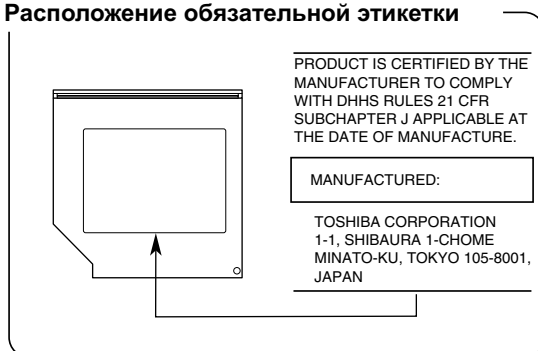 Расположение обязательной этикетки
PRODUCT IS CERTIFIED BY THE
MANUFACTURER TO COMPLY
WITH DHHS RULES 21 CFR
SUBCHAPTER J APPLICABLE AT
THE DATE OF MANUFACTURE.
MANUFACTURED:
TOSHIBA CORPORATION
1-1, SHIBAURA 1-CHOME
MINATO-KU, TOKYO 105-8001,
JAPAN